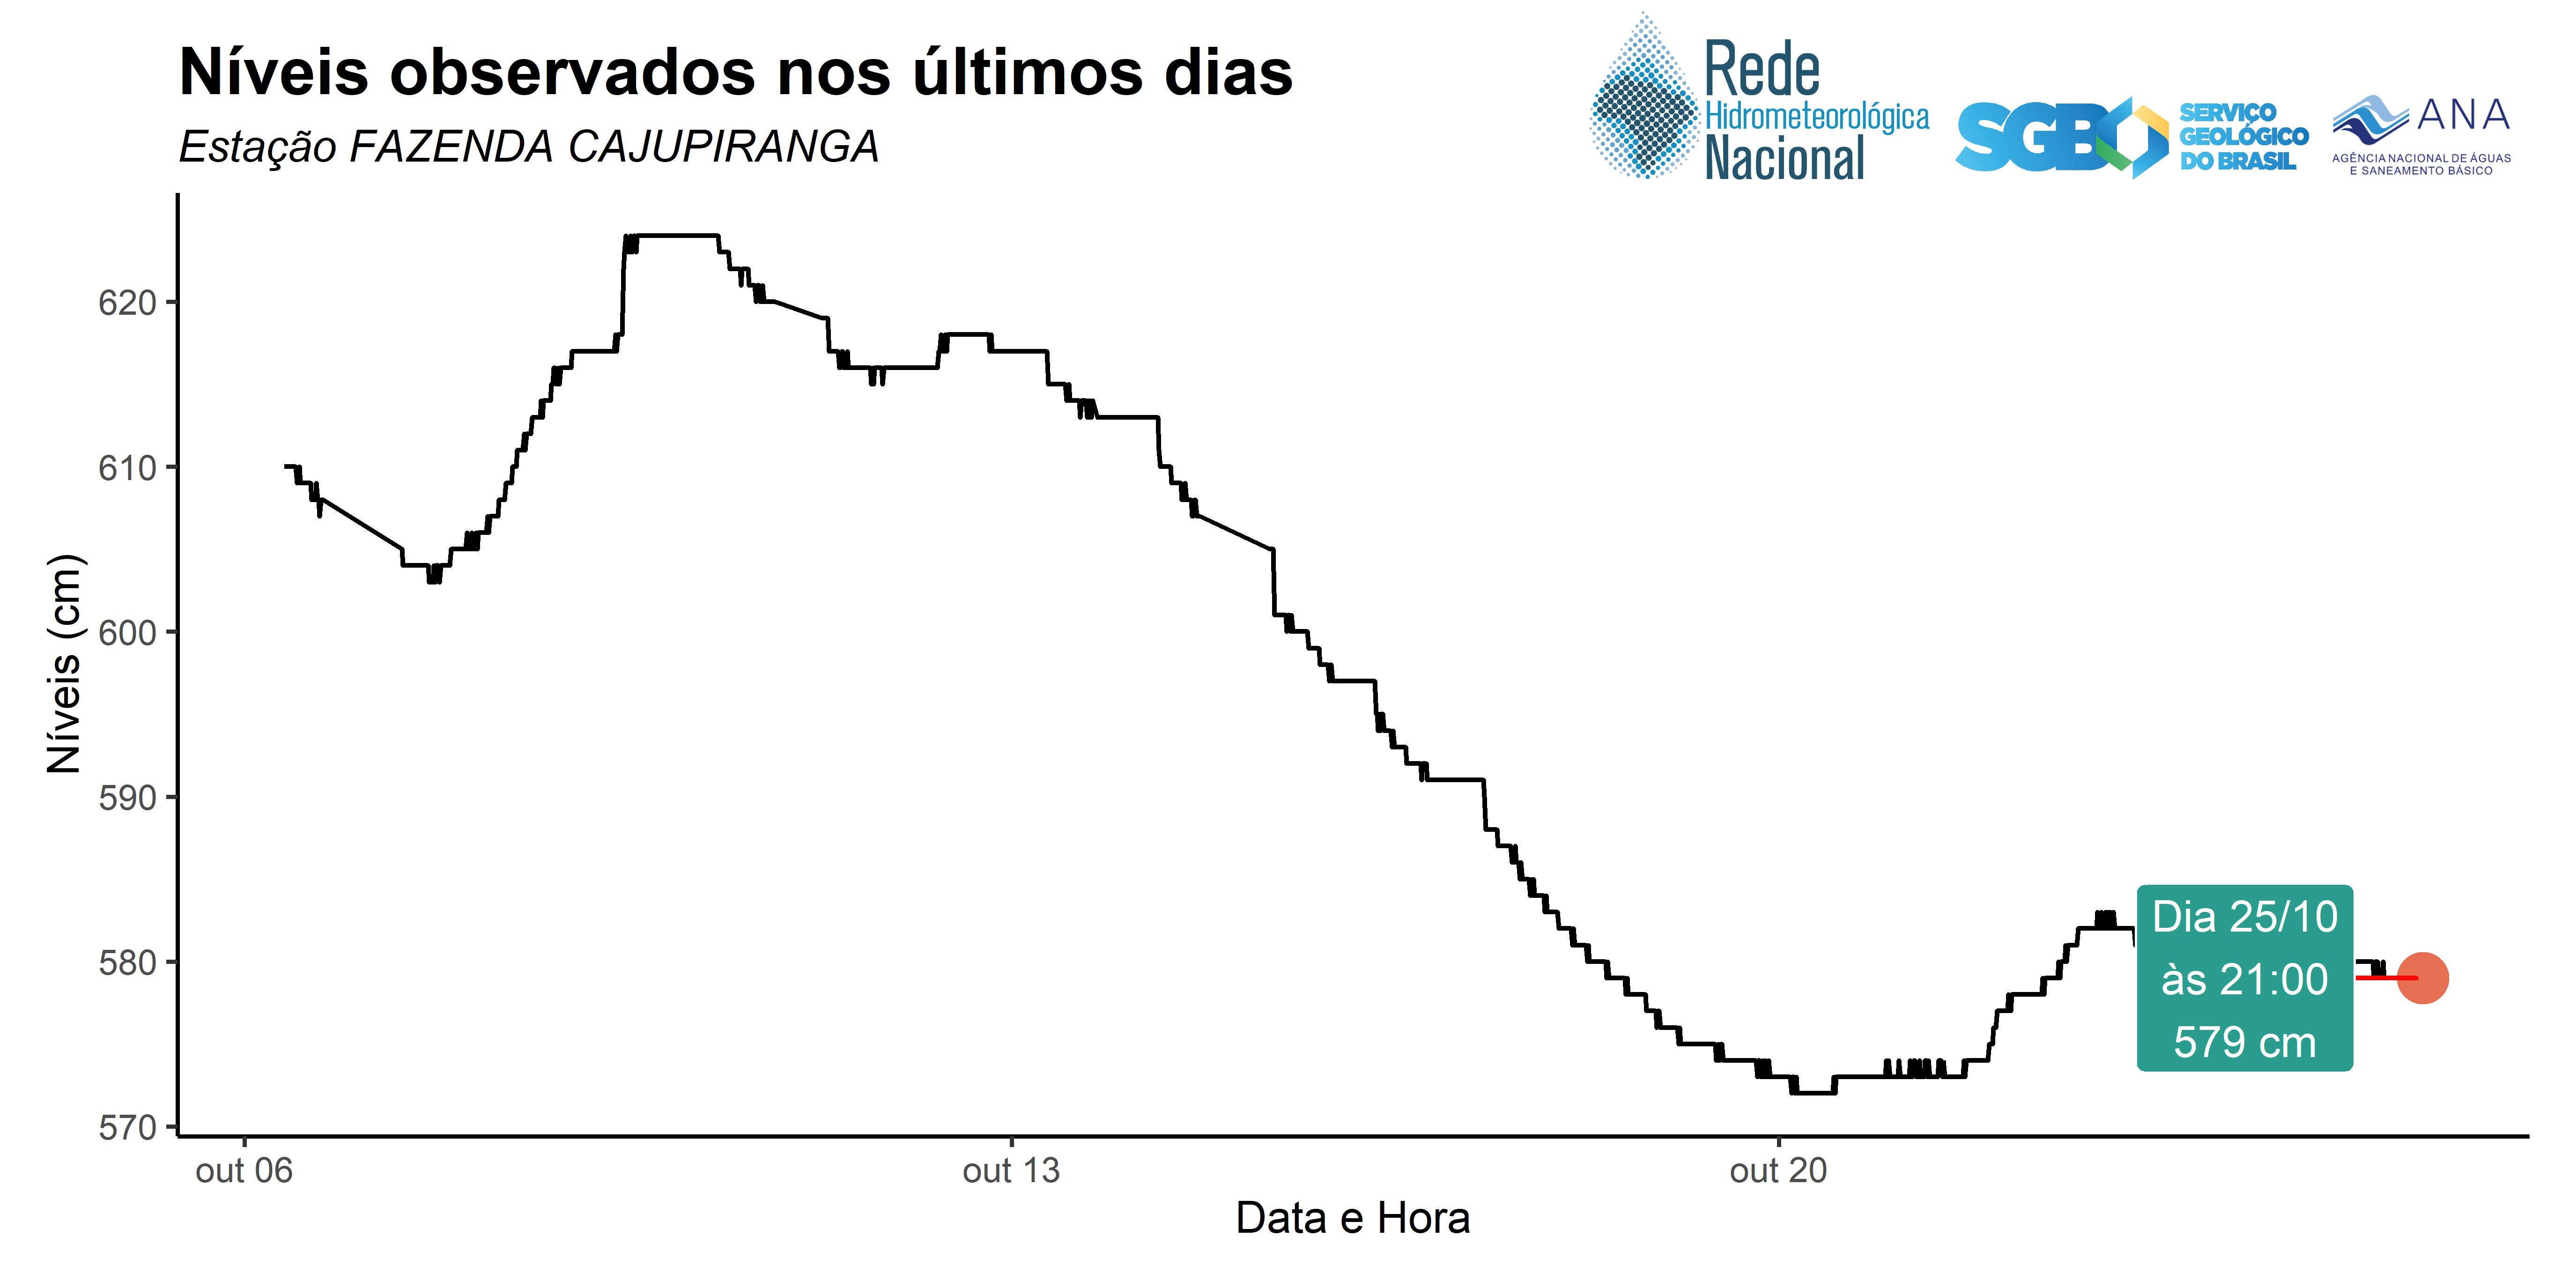 Níveis observados nos últimos dias
Estação FAZENDA CAJUPIRANGA
Rede
Hidrometeorológica
Nacional
SGB
SERVIÇO
GEOLÓGICO
DO BRASIL
ANA
AGÊNCIA NACIONAL DE ÁGUAS
E SANEAMENTO BÁSICO
Níveis (cm)
620
610
600
590
580
570
Dia 25/10
às 21:00
579 cm
out 06
out 13
out 20
Data e Hora